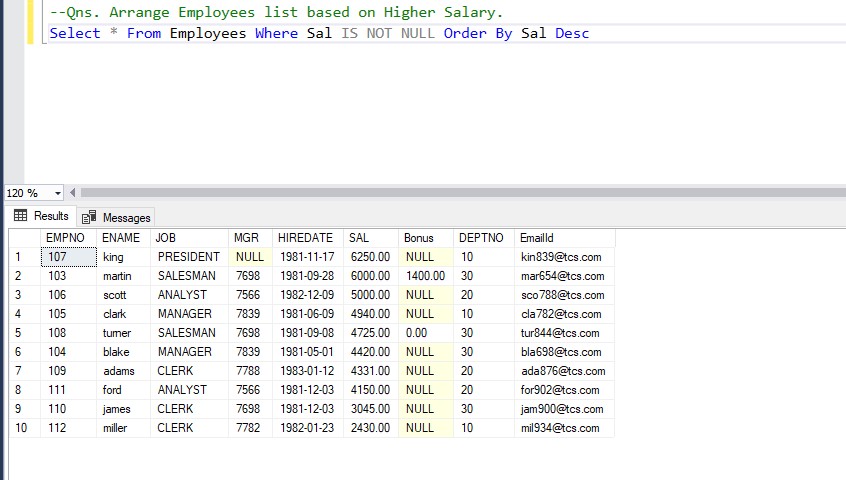 --Qns. Arrange Employees list based on Higher Salary.
Select * From Employees Where Sal IS NOT NULL Order By Sal Desc
120 %
Results Messages
EMPNO ENAME JOB MGR HIREDATE SAL Bonus DEPTNO EmailId
1 107 king PRESIDENT NULL 1981-11-17 6250.00 NULL 10 kin839@tcs.com
2 103 martin SALESMAN 7698 1981-09-28 6000.00 1400.00 30 mar654@tcs.com
3 106 scott ANALYST 7566 1982-12-09 5000.00 NULL 20 sco788@tcs.com
4 105 clark MANAGER 7839 1981-06-09 4940.00 NULL 10 cla782@tcs.com
5 108 turner SALESMAN 7698 1981-09-08 4725.00 0.00 30 tur844@tcs.com
6 104 blake MANAGER 7839 1981-05-01 4420.00 NULL 30 bla698@tcs.com
7 109 adams CLERK 7788 1983-01-12 4331.00 NULL 20 ada876@tcs.com
8 111 ford ANALYST 7566 1981-12-03 4150.00 NULL 20 for902@tcs.com
9 110 james CLERK 7698 1981-12-03 3045.00 NULL 30 jam900@tcs.com
10 112 miller CLERK 7782 1982-01-23 2430.00 NULL 10 mil934@tcs.com